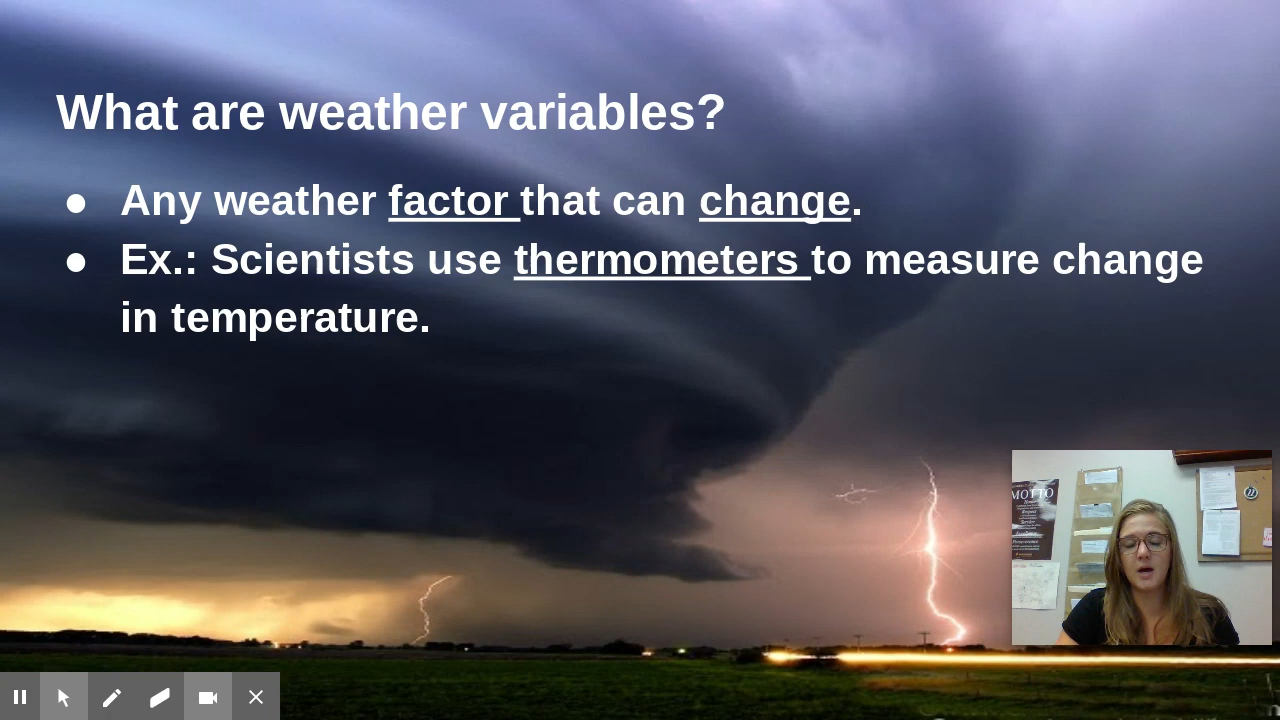 What are weather variables?
● Any weather factor that can change.
● Ex.: Scientists use thermometers to measure change
in temperature.
MOTTO